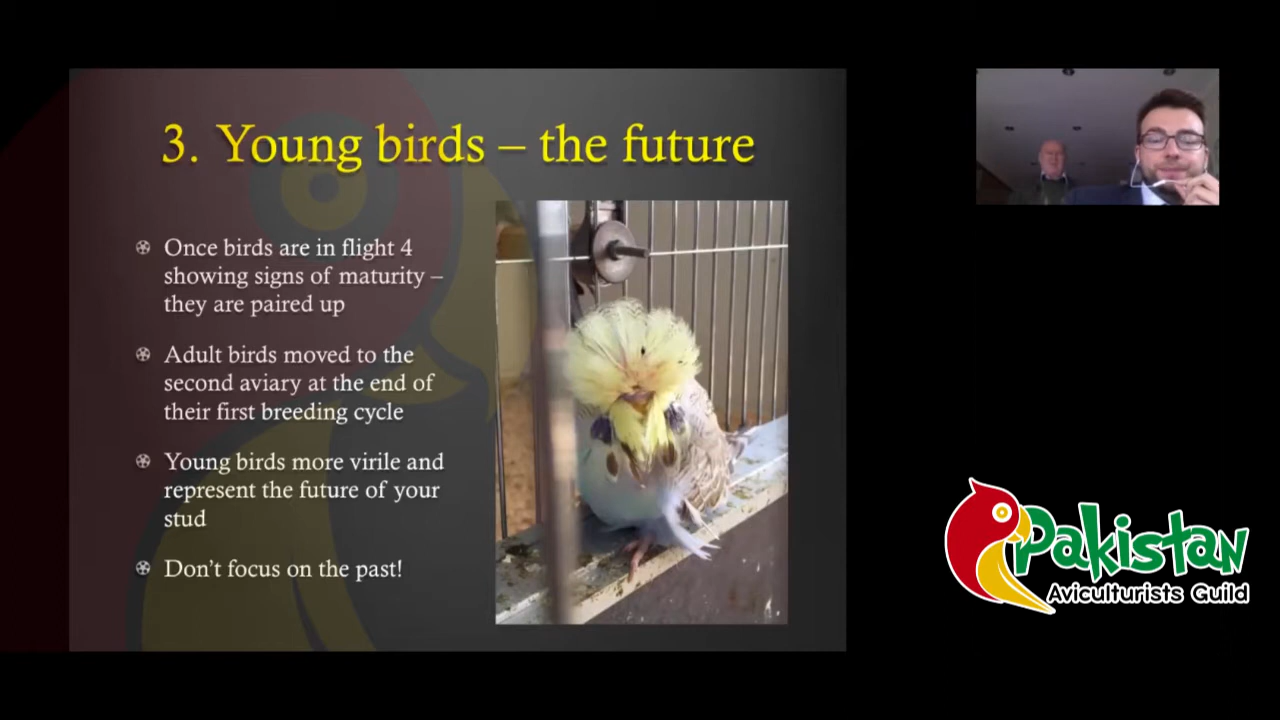 3. Young birds – the future
Once birds are in flight 4
showing signs of maturity –
they are paired up
Adult birds moved to the
second aviary at the end of
their first breeding cycle
Young birds more virile and
represent the future of your
stud
Don't focus on the past!
Pakistan
Aviculturists Guild